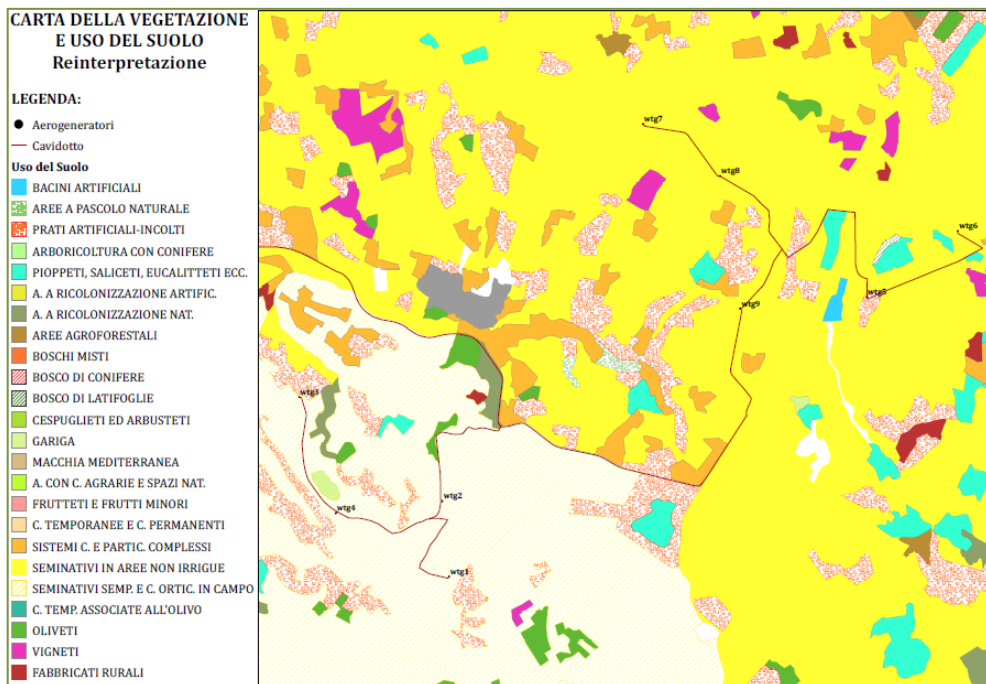 CARTA DELLA VEGETAZIONE
E USO DEL SUOLO
Reinterpretazione
LEGENDA:
Aerogeneratori
Cavidotto
Uso del Suolo
BACINI ARTIFICIALI
AREE A PASCOLO NATURALE
PRATI ARTIFICIALI-INCOLTI
ARBORICOLTURA CON CONIFERE
PIOPPETI, SALICETI, EUCALITTETI ECC.
A. A RICOLONIZZAZIONE ARTIFIC.
A. A RICOLONIZZAZIONE NAT.
AREE AGROFORESTALI
BOSCHI MISTI
BOSCO DI CONIFERE
BOSCO DI LATIFOGLIE
CESPUGLIETI ED ARBUSTETI
GARIGA
MACCHIA MEDITERRANEA
A. CON C. AGRARIE E SPAZI NAT.
FRUTTETI E FRUTTI MINORI
C. TEMPORANEE E C. PERMANENTI
SISTEMI C. E PARTIC. COMPLESSI
SEMINATIVI IN AREE NON IRRIGUE
SEMINATIVI SEMP. E C. ORTIC. IN CAMPO
C. TEMP. ASSOCIATE ALL'OLIVO
OLIVETI
VIGNETI
FABBRICATI RURALI
wtg7
wtg8
wtg6
wtg5
wtg9
wtg3
wtg2
wtg4
wtg1